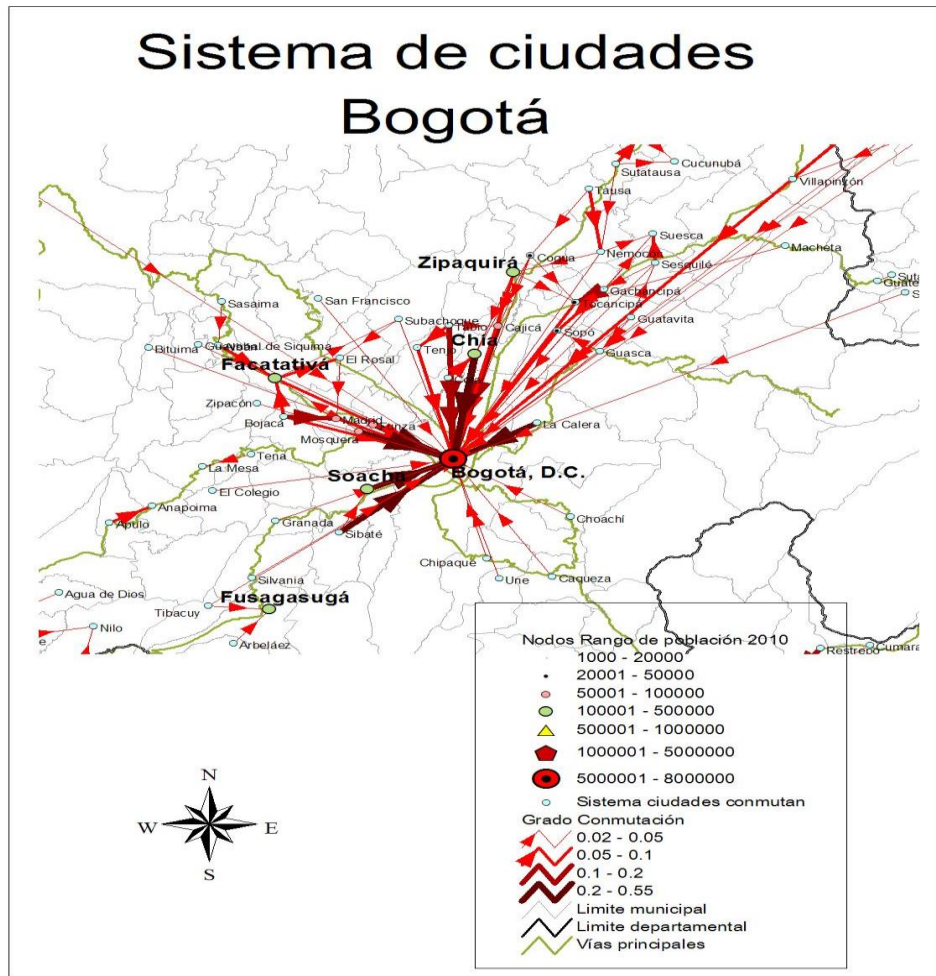 Sistema de ciudades
Bogotá
Cucunubá
Sutatausa
Villapinzón
Tausa
Suesca
Machetá
Cogua
Nemocón
Zipaquirá
Sesquilé
Gachancipá
Tocancipá
Sasaima
San Francisco
Subachoque
Tabio
Cajicá
Sopó
Guatavita
Chía
Bituima
Tenjo
Guasca
El Rosal
Facatativá
Zipacón
Bojacá
Madrid
Mosquera
La Calera
Tena
La Mesa
Soacha
Bogotá, D.C.
El Colegio
Anapoima
Apulo
Granada
Sibaté
Choachí
Chipaque
Une
Caqueza
Silvania
Agua de Dios
Fusagasugá
Tibacuy
Nilo
Arbeláez
Restrepo
Cumara
Nodos Rango de población 2010
1000 - 20000
20001 - 50000
50001 - 100000
100001 - 500000
500001 - 1000000
1000001 - 5000000
5000001 - 8000000
Sistema ciudades conmutan
Grado Conmutación
0.02 - 0.05
0.05 - 0.1
0.1 - 0.2
0.2 - 0.55
Limite municipal
Limite departamental
Vías principales
N
W
E
S